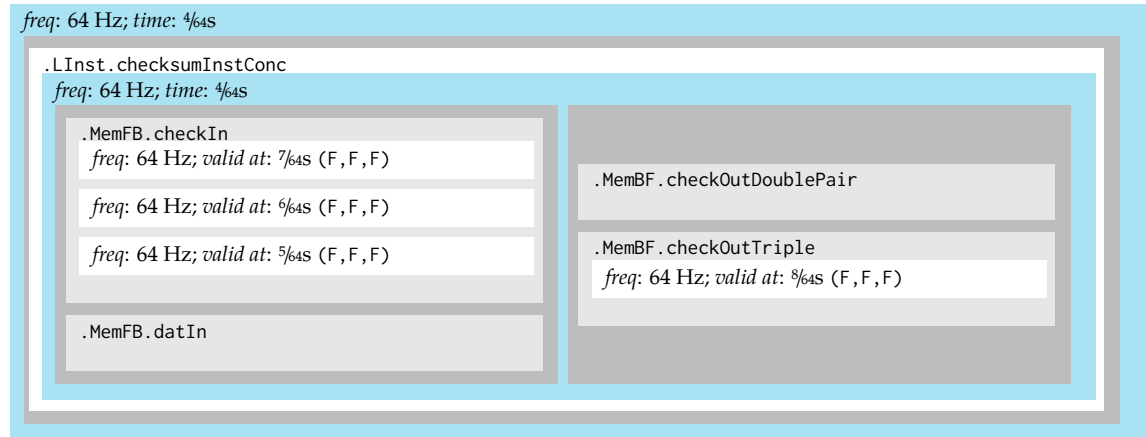 freq: 64 Hz; time: ⁴⁄₆₄s
.LInst.checksumInstConc
freq: 64 Hz; time: ⁴⁄₆₄s
.MemFB.checkIn
freq: 64 Hz; valid at: ⁷⁄₆₄s (F,F,F)
freq: 64 Hz; valid at: ⁶⁄₆₄s (F,F,F)
freq: 64 Hz; valid at: ⁵⁄₆₄s (F,F,F)
.MemFB.datIn
.MemBF.checkOutDoublePair
.MemBF.checkOutTriple
freq: 64 Hz; valid at: ⁸⁄₆₄s (F,F,F)